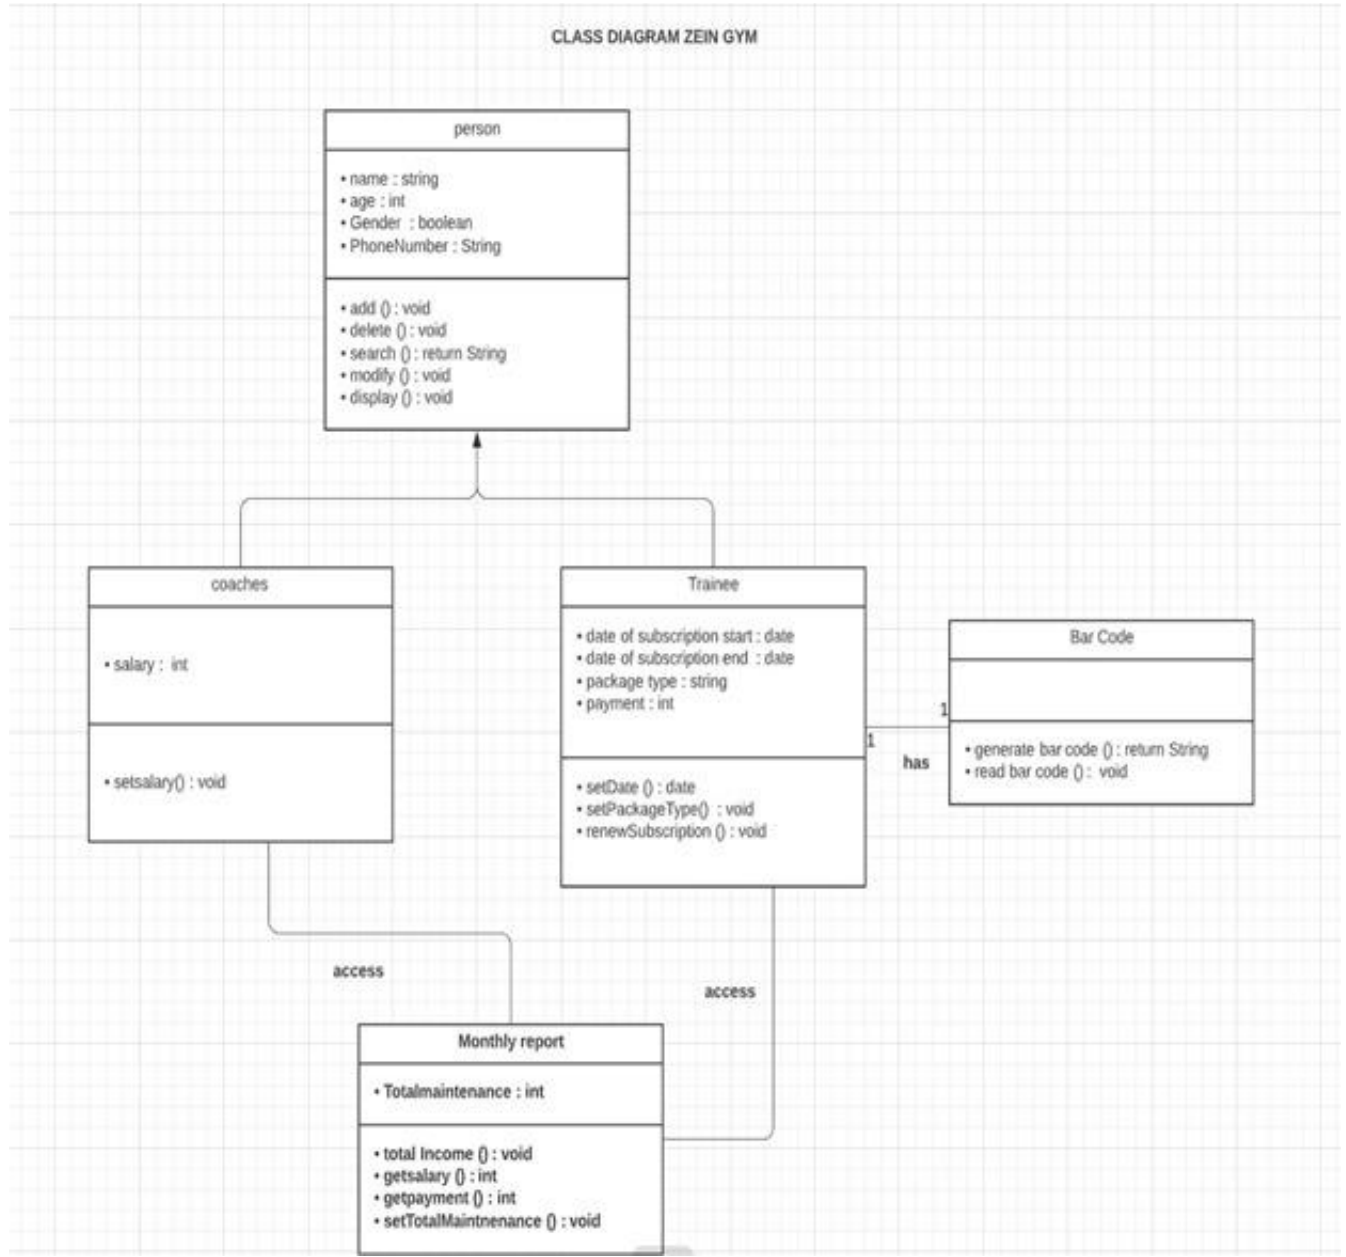 CLASS DIAGRAM ZEIN GYM
person
• name : string
• age : int
• Gender : boolean
• PhoneNumber : String
• add () : void
• delete () : void
• search () : return String
• modify () : void
• display () : void
coaches
• salary : int
• setsalary() : void
Trainee
• date of subscription start : date
• date of subscription end : date
• package type : string
• payment : int
• setDate () : date
• setPackageType() : void
• renewSubscription () : void
1
1
has
Bar Code
• generate bar code () : return String
• read bar code () : void
access
access
Monthly report
• Totalmaintenance : int
• total Income () : void
• getsalary () : int
• getpayment () : int
• setTotalMaintnenance () : void